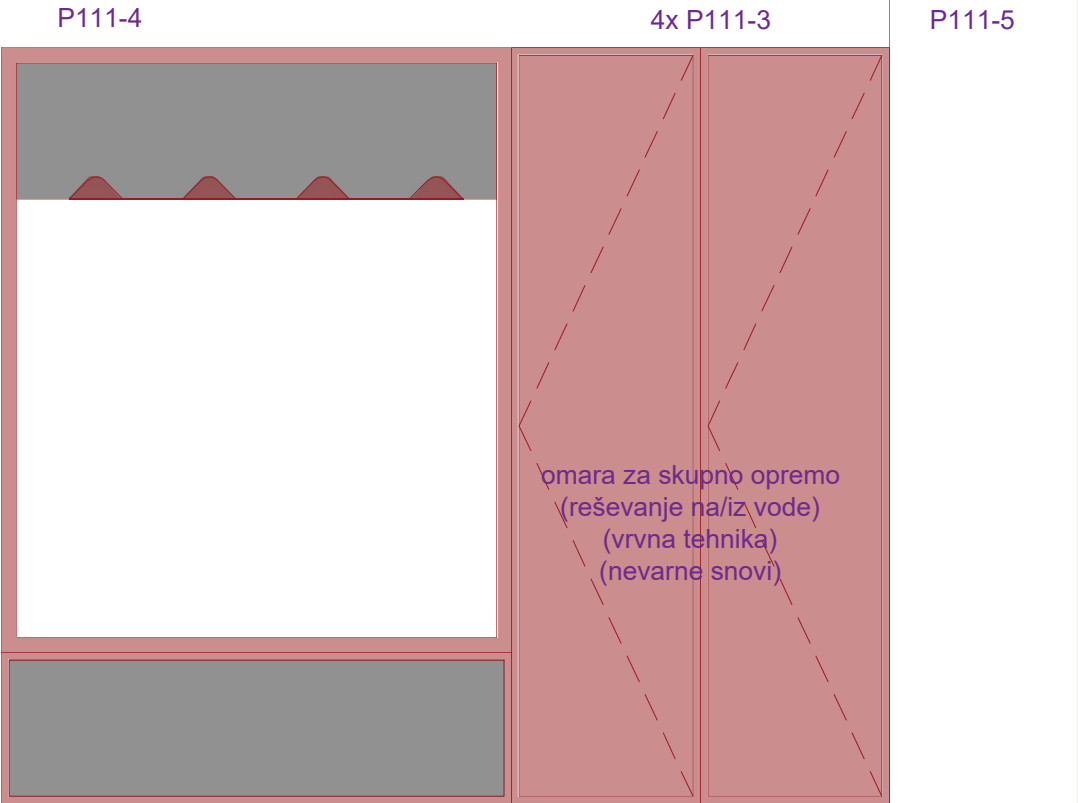 P111-4
4x P111-3
P111-5
omara za skupno opremo
(reševanje na/iz vode)
(vrvna tehnika)
(nevarne snovi)